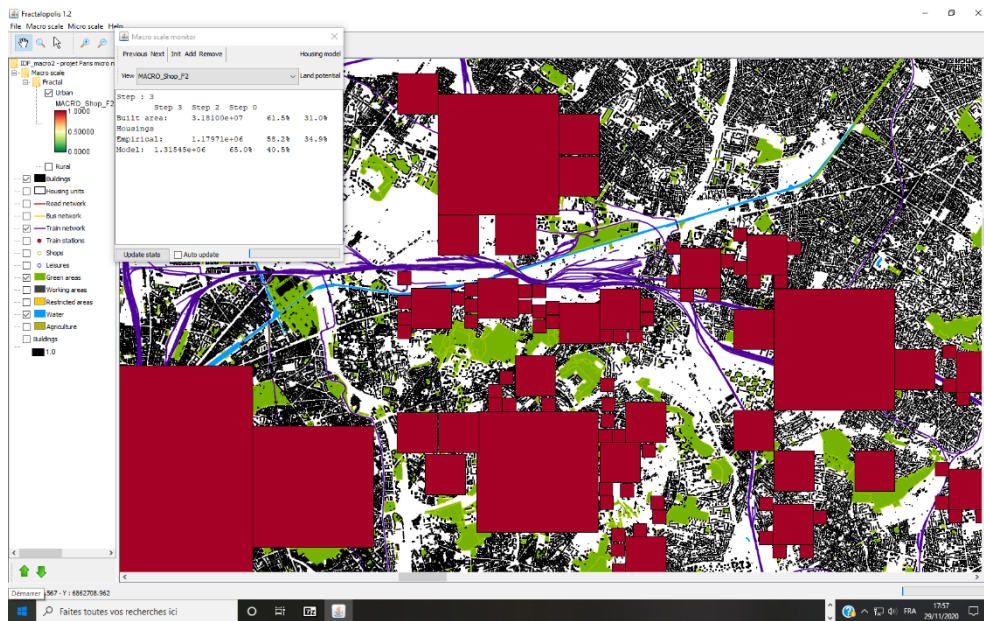 Fractalopolis 1.2
File Macro scale Micro scale Help
IDF_macro2 - projet Paris micro n
Macro scale
Fractal
Urban
MACRO_Shop_F2
1.0000
0.50000
0.0000
Rural
Buildings
Housing units
Road network
Bus network
Train network
Train stations
Shops
Leisures
Green areas
Working areas
Restricted areas
Water
Agriculture
Buildings
1.0
Macro scale monitor
Previous Next Init Add Remove Housing model
View MACRO_Shop_F2 Land potential
Step : 3
Step 3 Step 2 Step 0
Built area: 3.18100e+07 61.5% 31.0%
Housings
Empirical: 1.17971e+06 58.2% 34.9%
Model: 1.31545e+06 65.0% 40.5%
Update stats Auto update
Démarrer .567 - Y : 6862708.962
Faites toutes vos recherches ici
FRA
17:57
29/11/2020